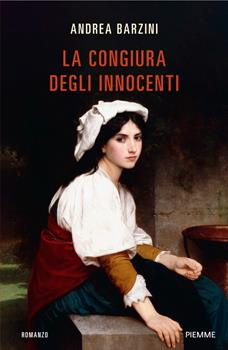 ANDREA BARZINI
LA CONGIURA
DEGLI INNOCENTI
ROMANZO
PIEMME